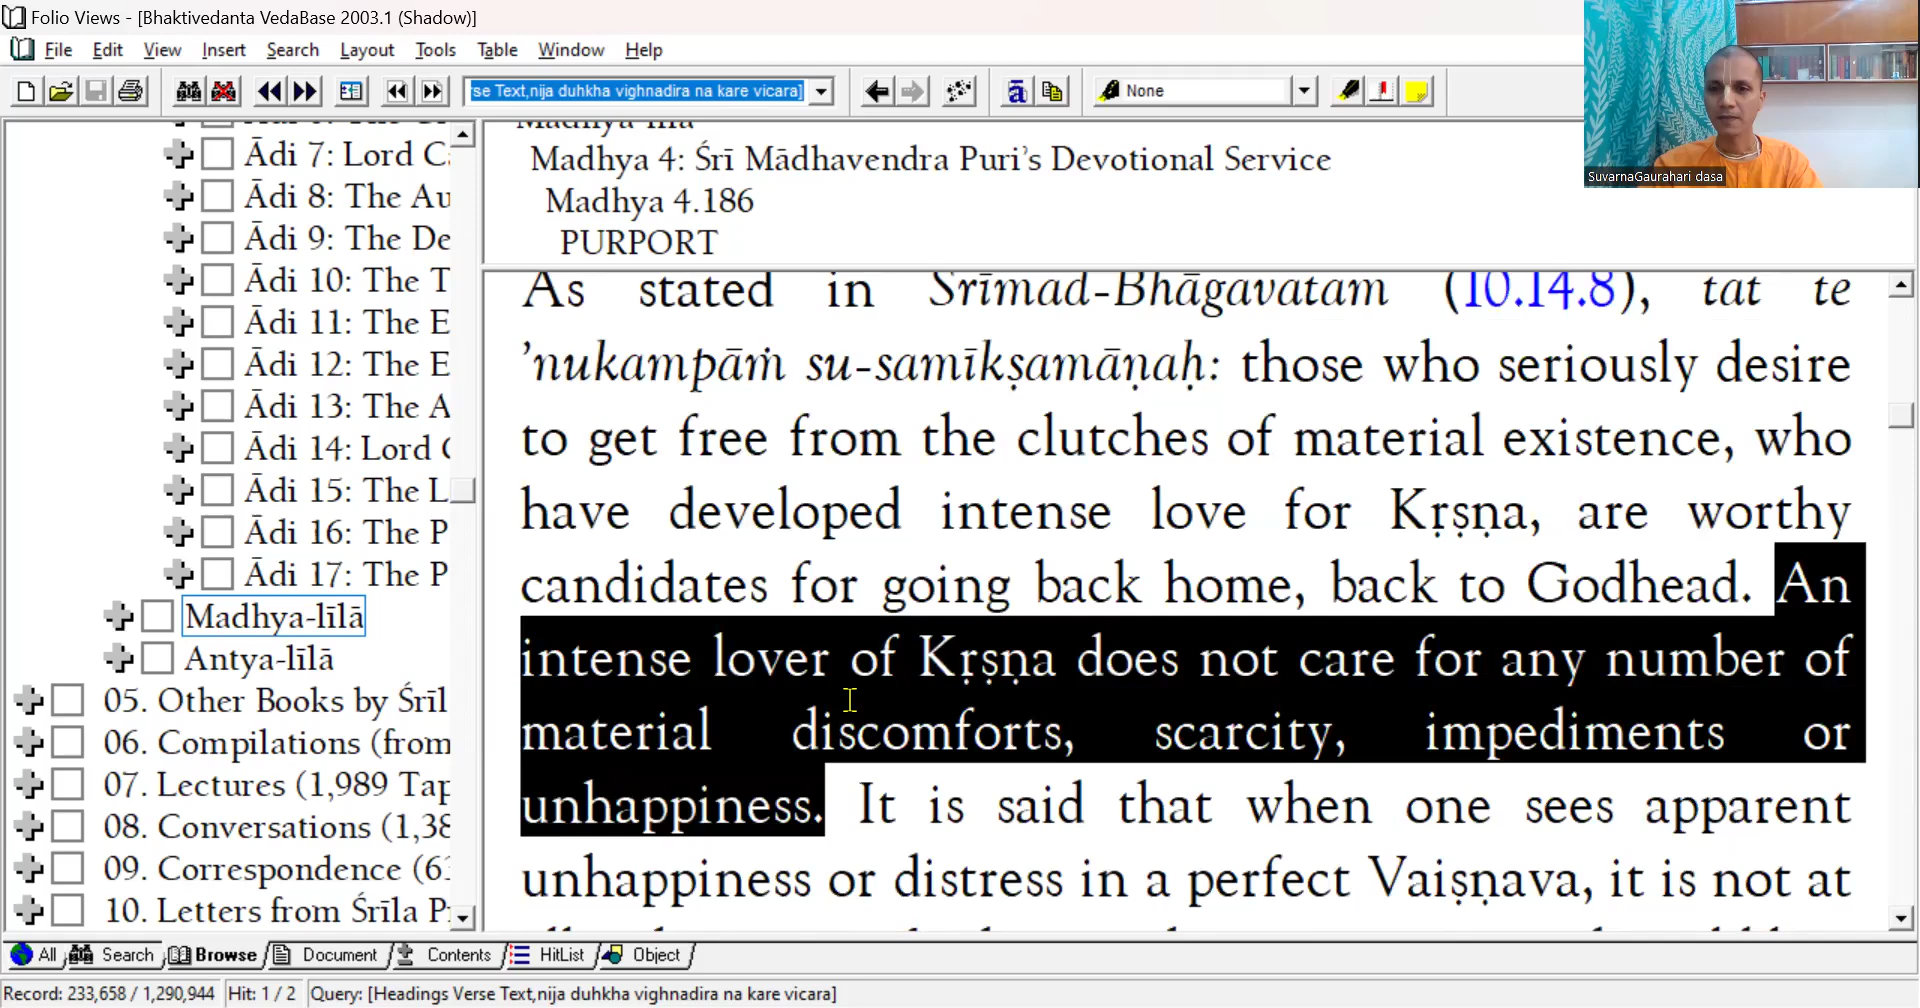 Folio Views - [Bhaktivedanta VedaBase 2003.1 (Shadow)]
File Edit View Insert Search Layout Tools Table Window Help
rse Text,nija duhkha vighnadira na kare vicara]
None
SuvarnaGaurahari dasa
Ādi 7: Lord Ca
Ādi 8: The Au
Ādi 9: The De
Ādi 10: The T
Ādi 11: The E
Ādi 12: The E
Ādi 13: The A
Ādi 14: Lord C
Ādi 15: The L
Ādi 16: The P
Ādi 17: The P
Madhya-līlā
Antya-līlā
05. Other Books by Śrīl
06. Compilations (from
07. Lectures (1,989 Tap
08. Conversations (1,38
09. Correspondence (63
10. Letters from Śrīla P
Madhya-līlā
Madhya 4: Śrī Mādhavendra Puri's Devotional Service
Madhya 4.186
PURPORT
As stated in Śrīmad-Bhāgavatam (10.14.8), tat te
’nukampāṁ su-samīkṣamāṇaḥ: those who seriously desire
to get free from the clutches of material existence, who
have developed intense love for Kṛṣṇa, are worthy
candidates for going back home, back to Godhead. An
intense lover of Kṛṣṇa does not care for any number of
material discomforts, scarcity, impediments or
unhappiness. It is said that when one sees apparent
unhappiness or distress in a perfect Vaiṣṇava, it is not at
All Search Browse Document Contents HitList Object
Record: 233,658 / 1,290,944 Hit: 1 / 2 Query: [Headings Verse Text,nija duhkha vighnadira na kare vicara]